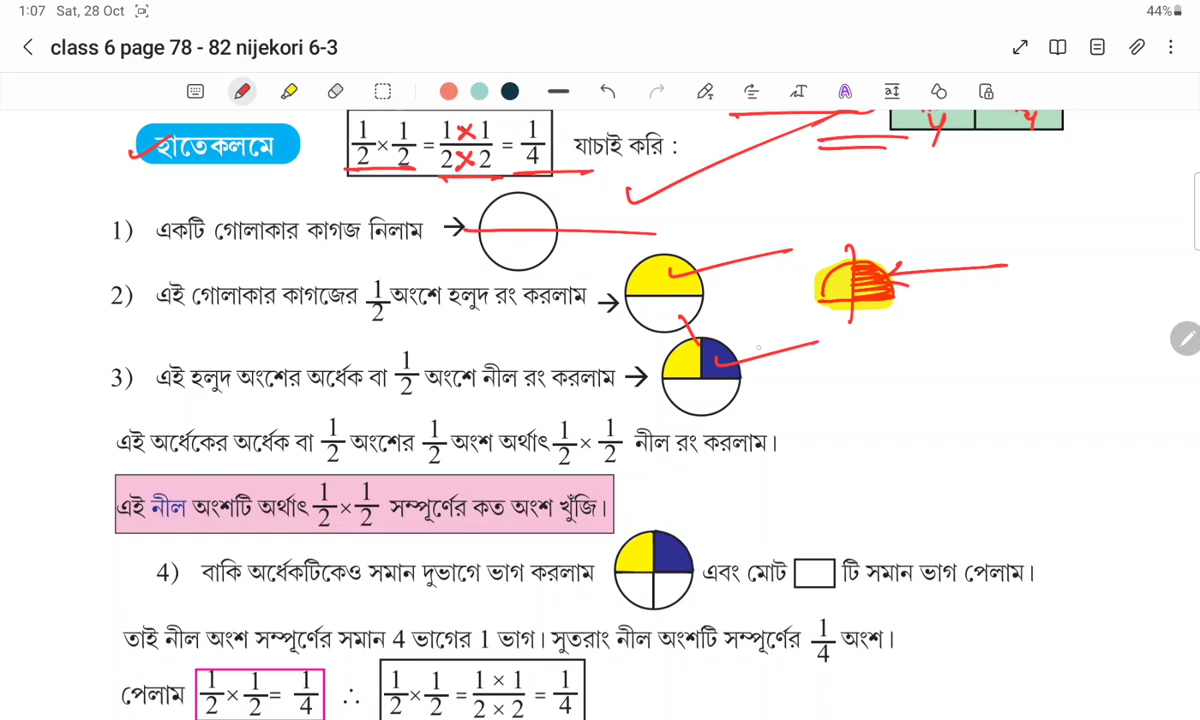 1:07 Sat, 28 Oct 44%
class 6 page 78 - 82 nijekori 6-3
হাতেকলমে 1/2 × 1/2 = 1×1/2×2 = 1/4 যাচাই করি :
1) একটি গোলাকার কাগজ নিলাম →
2) এই গোলাকার কাগজের 1/2 অংশে হলুদ রং করলাম →
3) এই হলুদ অংশের অর্ধেক বা 1/2 অংশে নীল রং করলাম →
এই অর্ধেকের অর্ধেক বা 1/2 অংশের 1/2 অংশ অর্থাৎ 1/2 × 1/2 নীল রং করলাম।
এই নীল অংশটি অর্থাৎ 1/2 × 1/2 সম্পূর্ণের কত অংশ খুঁজি।
4) বাকি অর্ধেকটিকেও সমান দুভাগে ভাগ করলাম এবং মোট টি সমান ভাগ পেলাম।
তাই নীল অংশ সম্পূর্ণের সমান 4 ভাগের 1 ভাগ। সুতরাং নীল অংশটি সম্পূর্ণের 1/4 অংশ।
পেলাম 1/2 × 1/2 = 1/4 ∴ 1/2 × 1/2 = 1 × 1/2 × 2 = 1/4